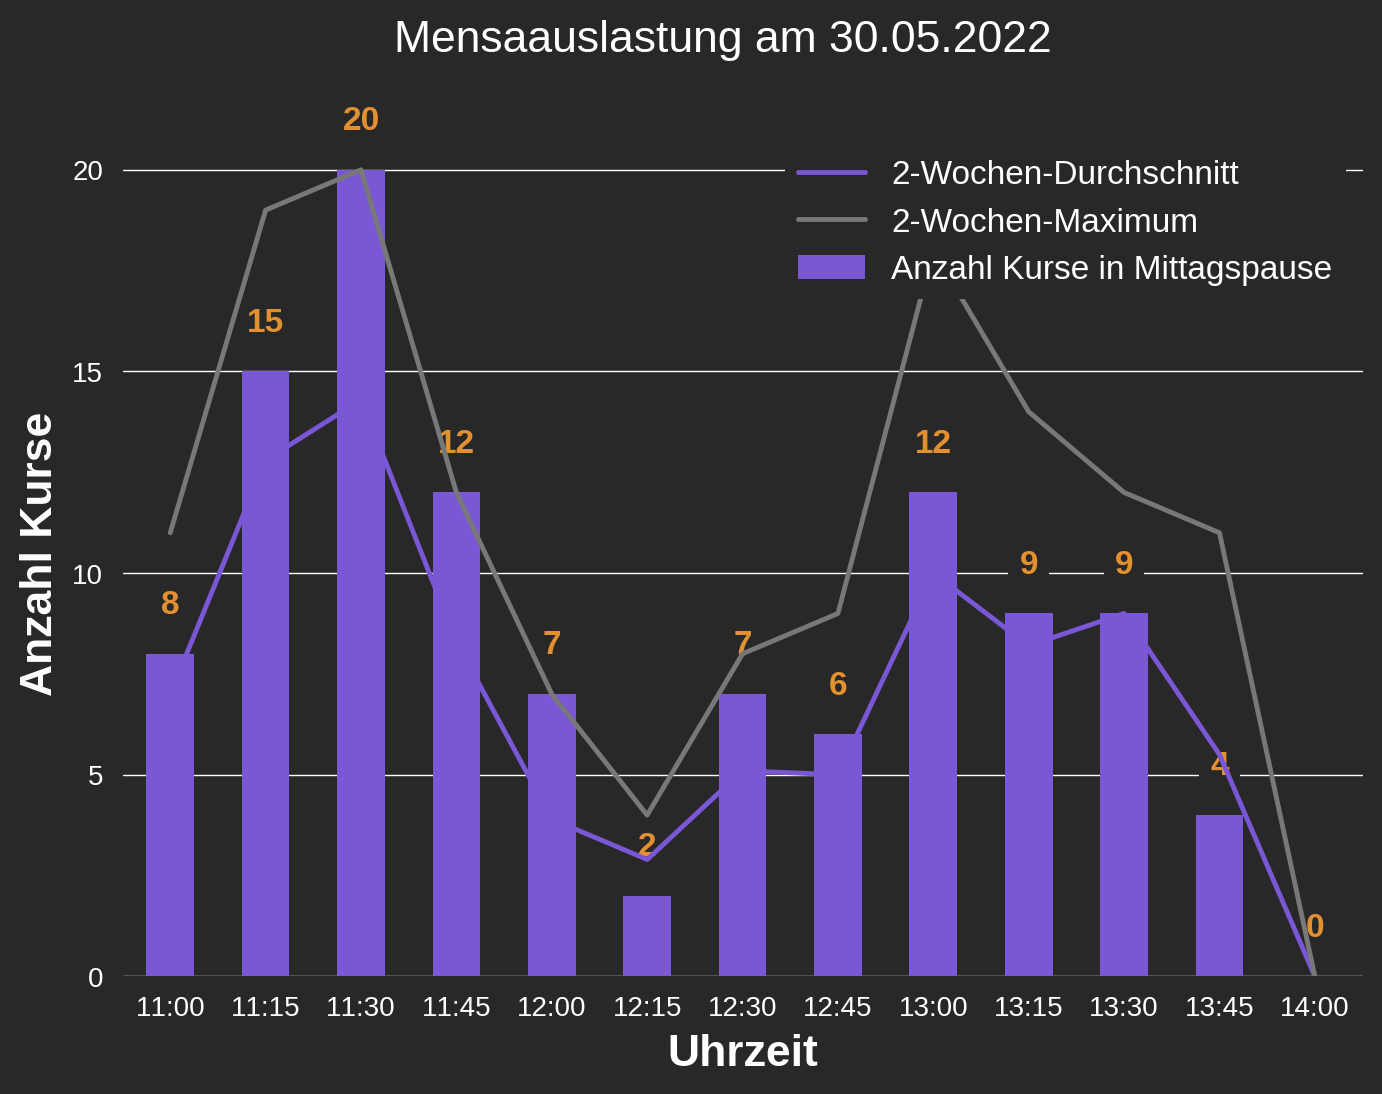 Mensaauslastung am 30.05.2022
2-Wochen-Durchschnitt
2-Wochen-Maximum
Anzahl Kurse in Mittagspause
Anzahl Kurse
20
15
10
5
0
8
15
20
12
7
2
7
6
12
9
9
4
0
11:00 11:15 11:30 11:45 12:00 12:15 12:30 12:45 13:00 13:15 13:30 13:45 14:00
Uhrzeit